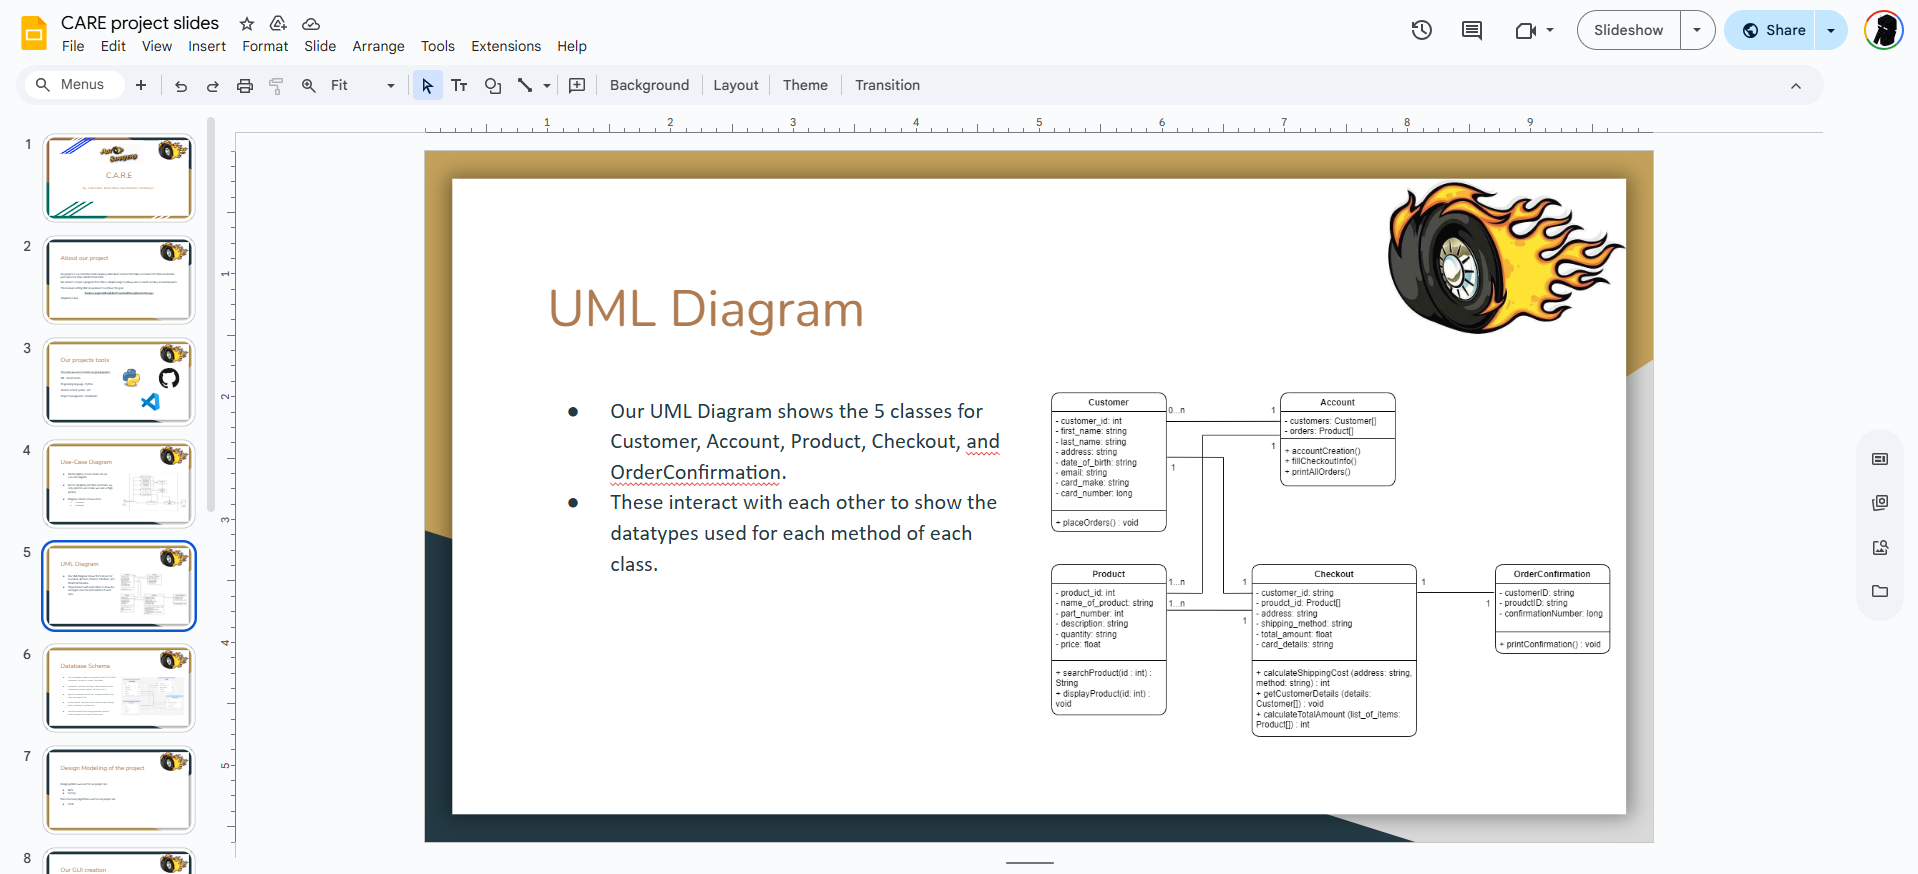 CARE project slides
File Edit View Insert Format Slide Arrange Tools Extensions Help
Slideshow
Share
Menus
Fit
Background
Layout
Theme
Transition
1 2 3 4 5 6 7 8 9
1
2
3
4
5
1
C.A.R.E
2
About our project
3
Our projects tools
4
Use-Case Diagram
5
UML Diagram
6
Database Schema
7
Design Modeling of the project
8
Our GUI creation
UML Diagram
● Our UML Diagram shows the 5 classes for
Customer, Account, Product, Checkout, and
OrderConfirmation.
● These interact with each other to show the
datatypes used for each method of each
class.
Customer
- customer_id: int
- first_name: string
- last_name: string
- address: string
- date_of_birth: string
- email: string
- card_make: string
- card_number: long
+ placeOrders() : void
0...n
1
1
1
Account
- customers: Customer[]
- orders: Product[]
+ accountCreation()
+ fillCheckoutInfo()
+ printAllOrders()
Product
- product_id: int
- name_of_product: string
- part_number: int
- description: string
- quantity: string
- price: float
+ searchProduct(id : int) :
String
+ displayProduct(id: int) :
void
1...n
1...n
1
1
Checkout
- customer_id: string
- proudct_id: Product[]
- address: string
- shipping_method: string
- total_amount: float
- card_details: string
+ calculateShippingCost (address: string,
method: string) : int
+ getCustomerDetails (details:
Customer[]) : void
+ calculateTotalAmount (list_of_items:
Product[]) : int
1
1
OrderConfirmation
- customerID: string
- proudctID: string
- confirmationNumber: long
+ printConfirmation() : void